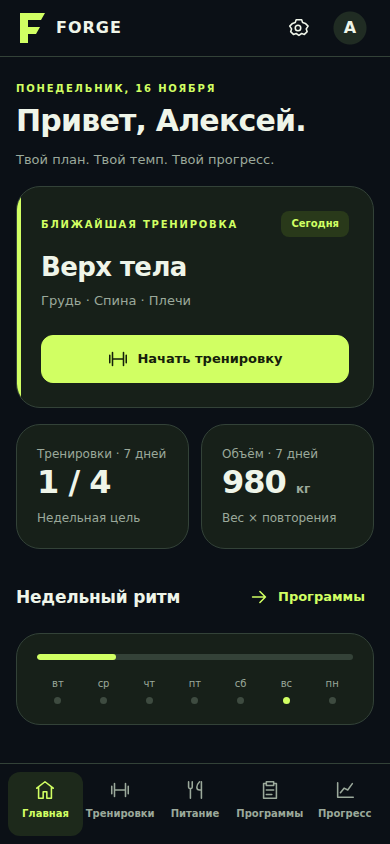 FORGE
A
ПОНЕДЕЛЬНИК, 16 НОЯБРЯ
Привет, Алексей.
Твой план. Твой темп. Твой прогресс.
БЛИЖАЙШАЯ ТРЕНИРОВКА
Сегодня
Верх тела
Грудь · Спина · Плечи
Начать тренировку
Тренировки · 7 дней
1 / 4
Недельная цель
Объём · 7 дней
980 кг
Вес × повторения
Недельный ритм
Программы
вт ср чт пт сб вс пн
Главная Тренировки Питание Программы Прогресс